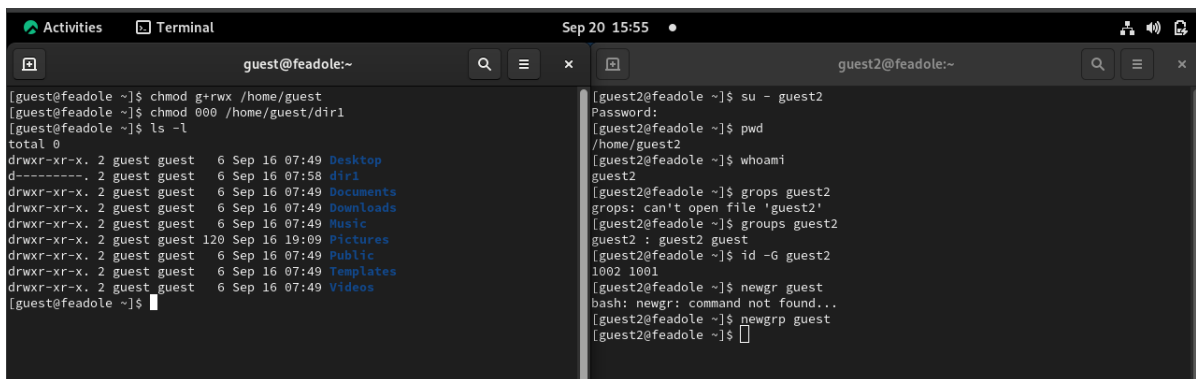 Activities Terminal Sep 20 15:55
guest@feadole:~
[guest@feadole ~]$ chmod g+rwx /home/guest
[guest@feadole ~]$ chmod 000 /home/guest/dir1
[guest@feadole ~]$ ls -l
total 0
drwxr-xr-x. 2 guest guest   6 Sep 16 07:49 Desktop
d---------. 2 guest guest   6 Sep 16 07:58 dir1
drwxr-xr-x. 2 guest guest   6 Sep 16 07:49 Documents
drwxr-xr-x. 2 guest guest   6 Sep 16 07:49 Downloads
drwxr-xr-x. 2 guest guest   6 Sep 16 07:49 Music
drwxr-xr-x. 2 guest guest 120 Sep 16 19:09 Pictures
drwxr-xr-x. 2 guest guest   6 Sep 16 07:49 Public
drwxr-xr-x. 2 guest guest   6 Sep 16 07:49 Templates
drwxr-xr-x. 2 guest guest   6 Sep 16 07:49 Videos
[guest@feadole ~]$
guest2@feadole:~
[guest2@feadole ~]$ su - guest2
Password:
[guest2@feadole ~]$ pwd
/home/guest2
[guest2@feadole ~]$ whoami
guest2
[guest2@feadole ~]$ grops guest2
grops: can't open file 'guest2'
[guest2@feadole ~]$ groups guest2
guest2 : guest2 guest
[guest2@feadole ~]$ id -G guest2
1002 1001
[guest2@feadole ~]$ newgr guest
bash: newgr: command not found...
[guest2@feadole ~]$ newgrp guest
[guest2@feadole ~]$